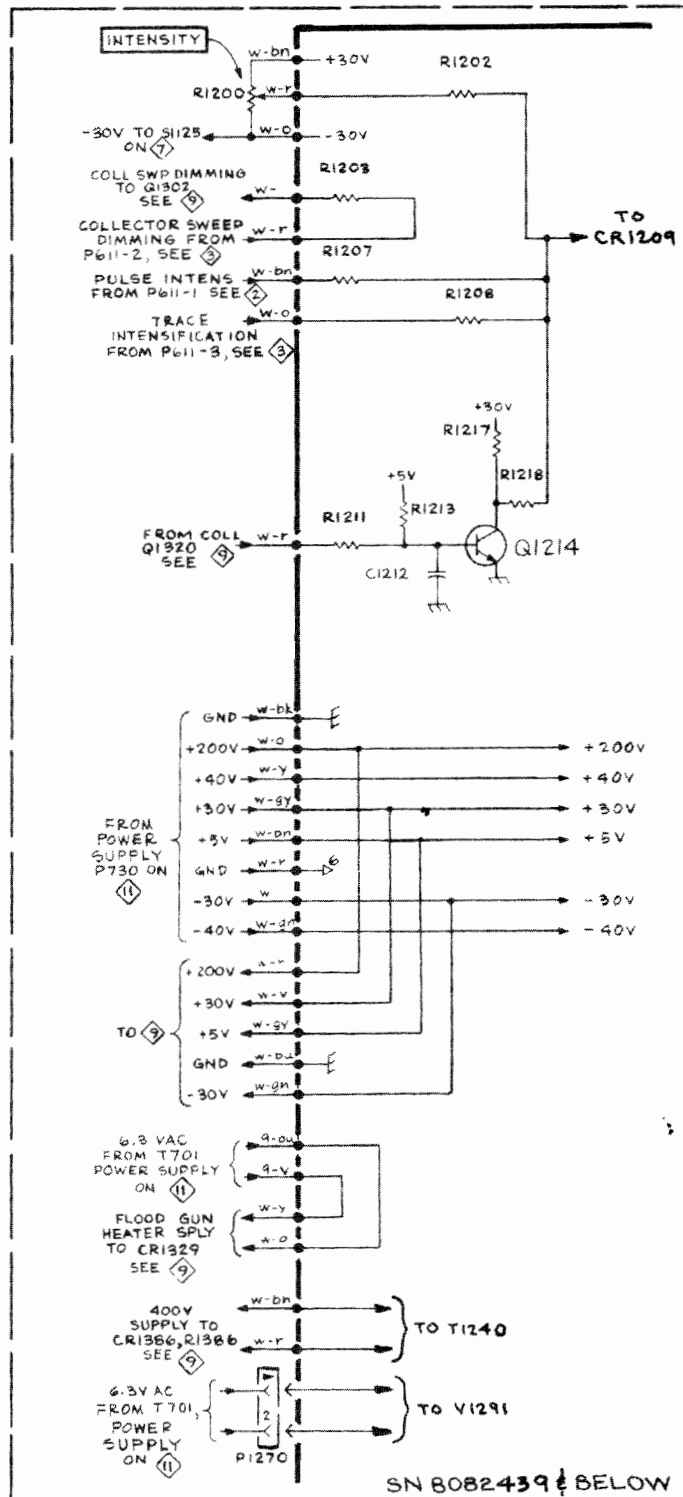 INTENSITY
w-bn
+30V
R1202
R1200
w-r
-30V TO S1125
ON 7
w-o
-30V
COLL SWP DIMMING
TO Q1302
SEE 9
w-
R1203
COLLECTOR SWEEP
DIMMING FROM
P611-2, SEE 3
w-r
TO
CR1209
R1207
PULSE INTENS
FROM P611-1 SEE 2
w-bn
R1208
TRACE
INTENSIFICATION
FROM P611-3, SEE 3
w-o
+30V
R1217
R1218
+5V
R1213
R1211
FROM COLL
Q1320
SEE 9
w-r
Q1214
C1212
GND w-bk
+200V w-o +200V
+40V w-y +40V
+30V w-gy +30V
+5V w-bn +5V
GND w-r 6
-30V w -30V
-40V w-gn -40V
FROM
POWER
SUPPLY
P730 ON
11
+200V w-r
+30V w-v
+5V w-gy
GND w-bu
-30V w-gn
TO 9
6.3 VAC
FROM T701
POWER SUPPLY
ON 11
9-bu
9-v
FLOOD GUN
HEATER SPLY
TO CR1329
SEE 9
w-y
w-o
400V
SUPPLY TO
CR1386, R1386
SEE 9
w-bn
w-r
TO T1240
6.3V AC
FROM T701,
POWER
SUPPLY
ON 11
2
P1270
TO V1291
SN B082439 & BELOW